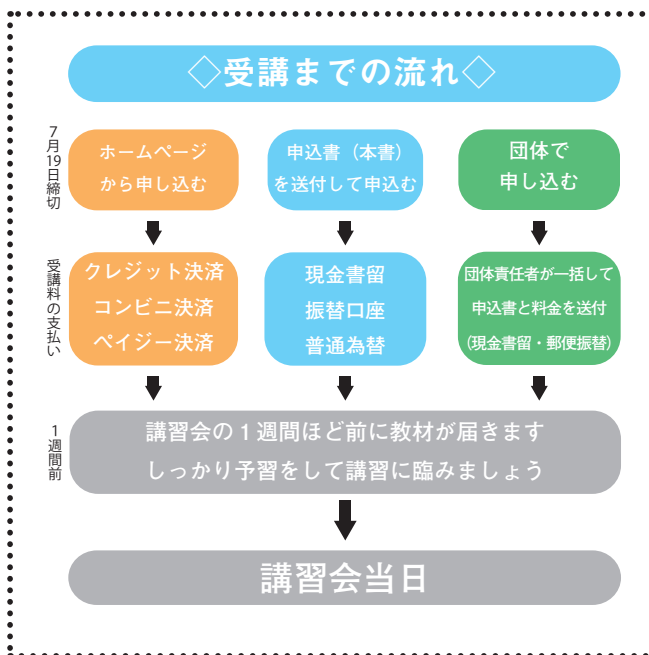 ◇受講までの流れ◇
7月19日締切
ホームページ
から申し込む
申込書（本書）
を送付して申込む
団体で
申し込む
受講料の支払い
クレジット決済
コンビニ決済
ペイジー決済
現金書留
振替口座
普通為替
団体責任者が一括して
申込書と料金を送付
(現金書留・郵便振替)
1週間前
講習会の１週間ほど前に教材が届きます
しっかり予習をして講習に臨みましょう
講習会当日